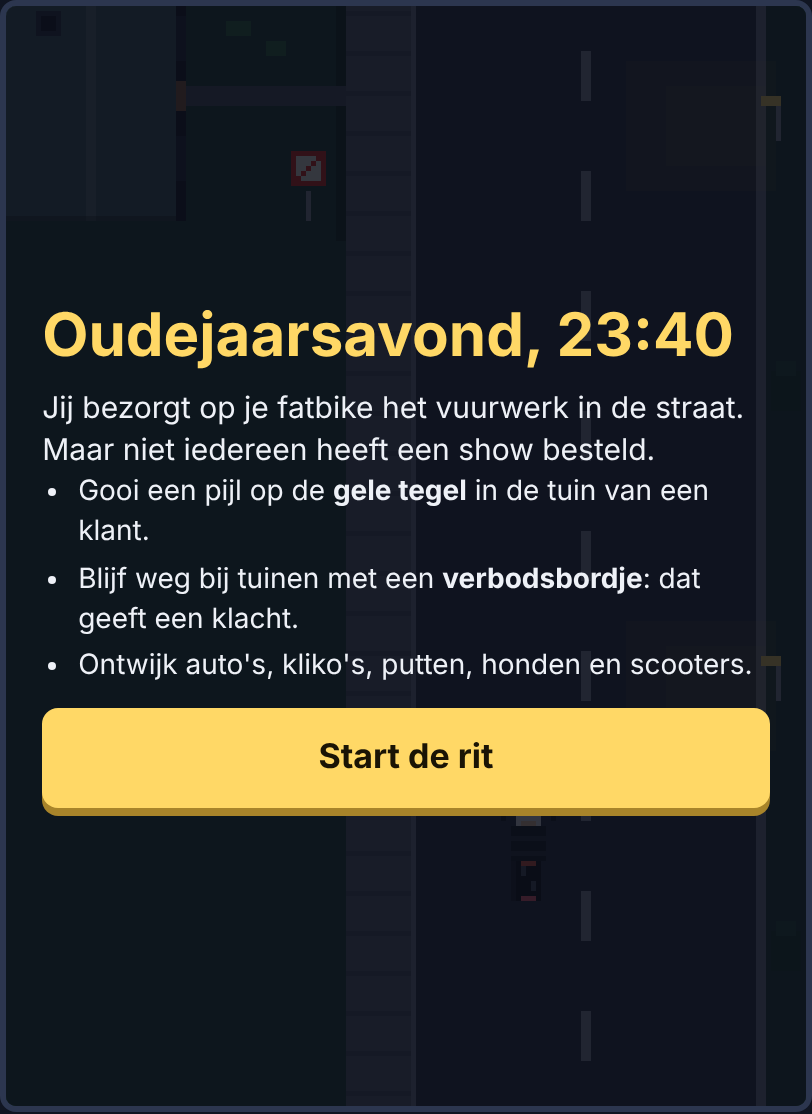 Oudejaarsavond, 23:40
Jij bezorgt op je fatbike het vuurwerk in de straat.
Maar niet iedereen heeft een show besteld.
• Gooi een pijl op de gele tegel in de tuin van een
klant.
• Blijf weg bij tuinen met een verbodsbordje: dat
geeft een klacht.
• Ontwijk auto's, kliko's, putten, honden en scooters.
Start de rit